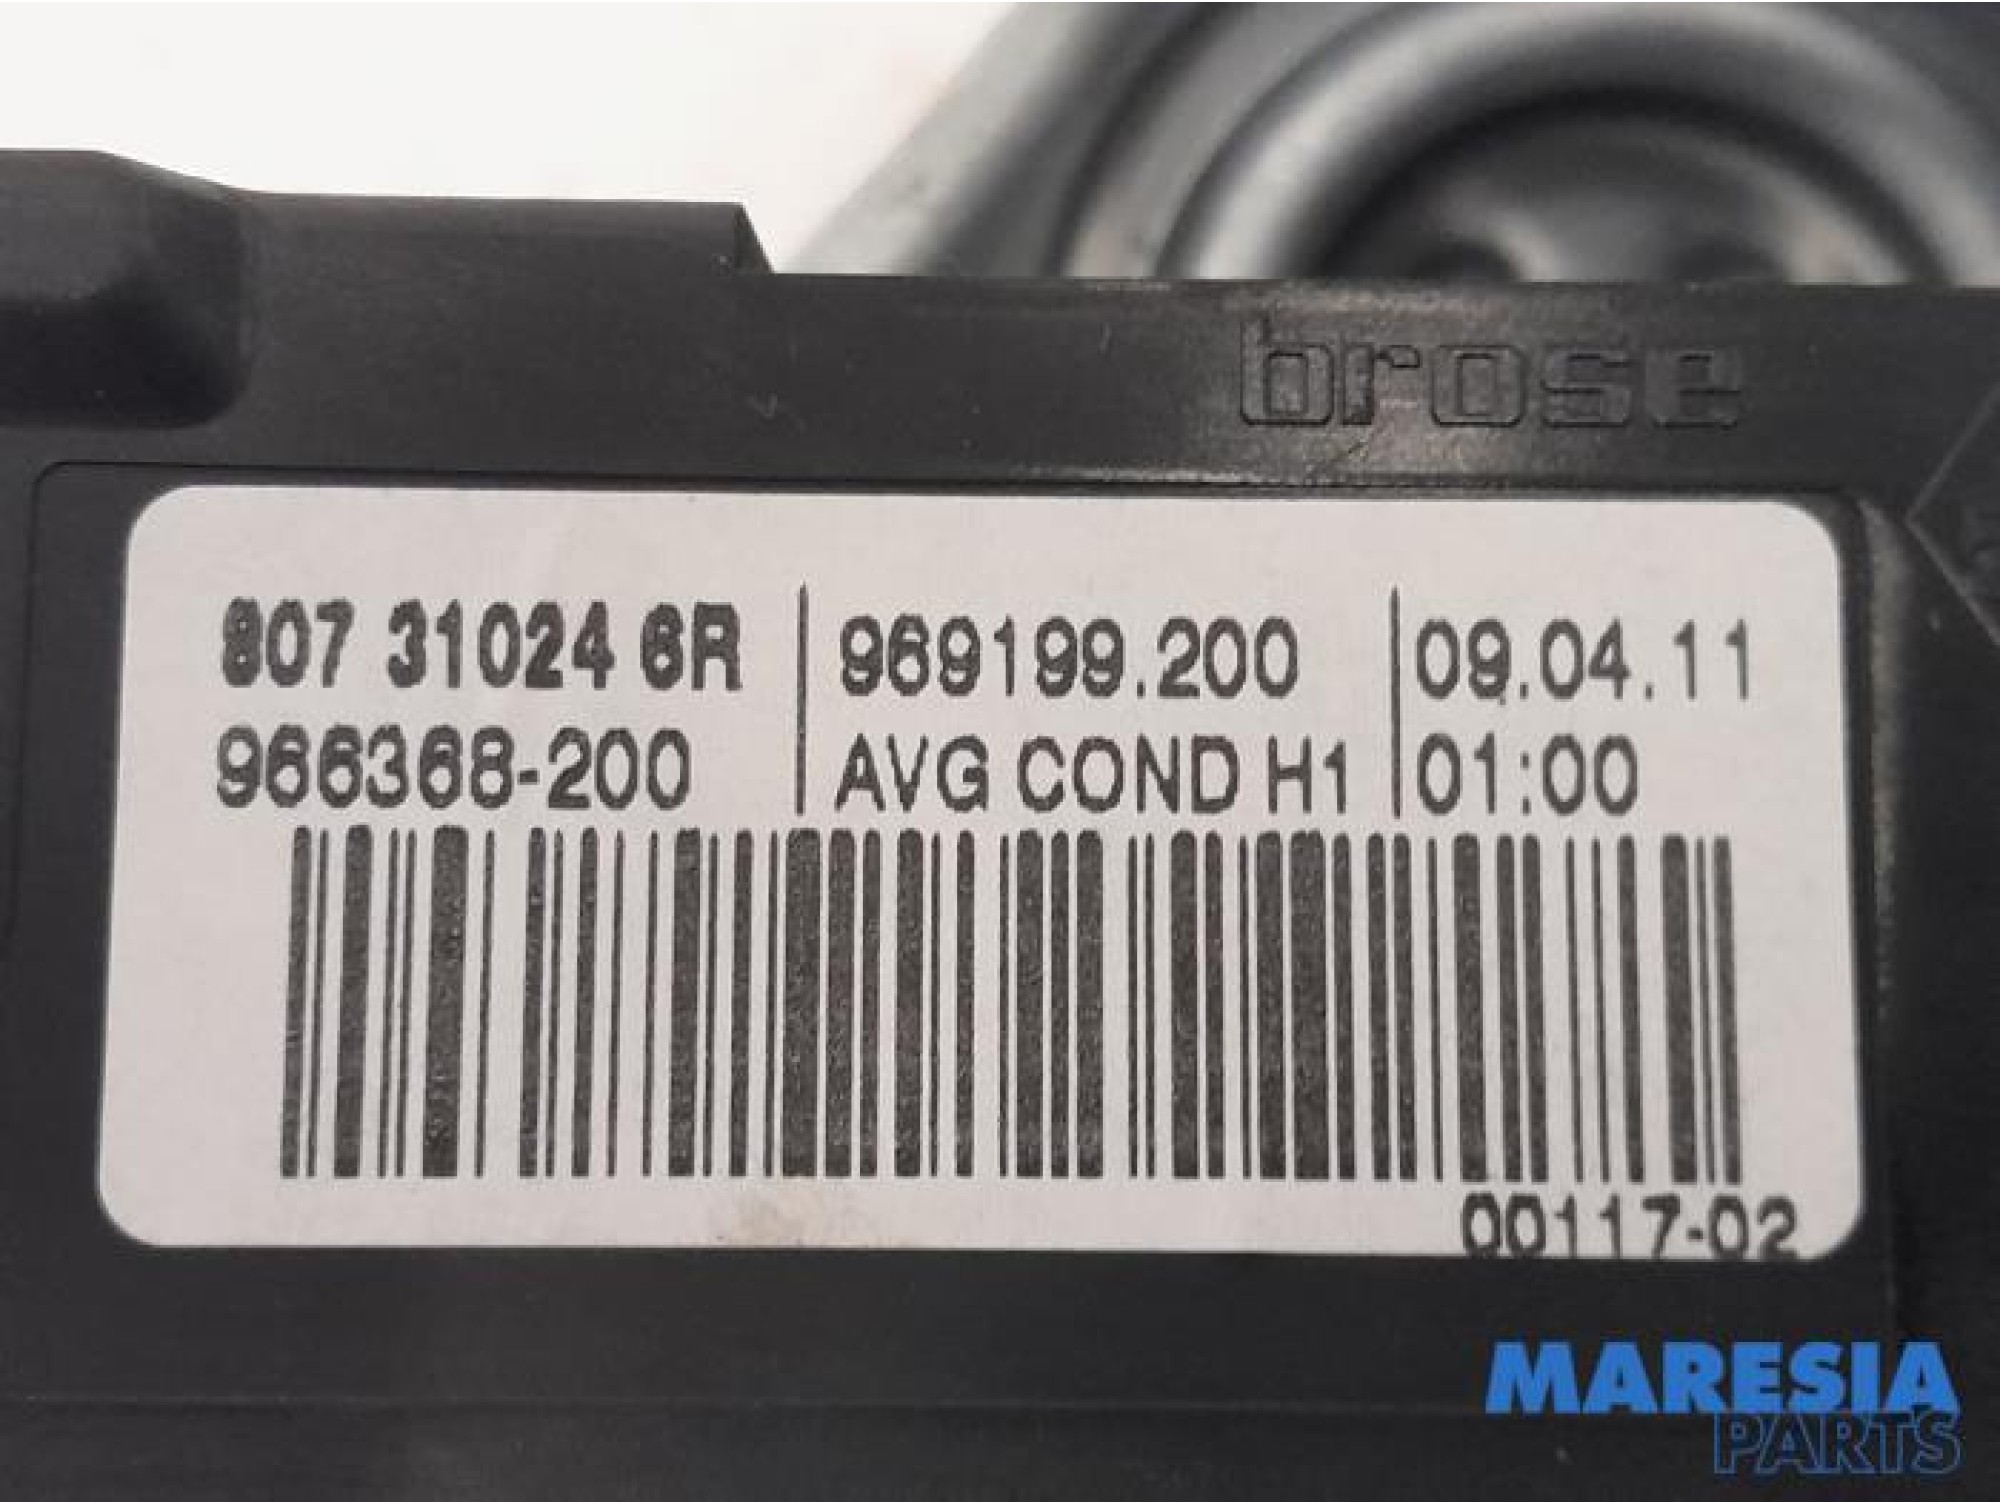 brose
807 31024 6R 969199.200 09.04.11
966368-200 AVG COND H1 01:00
00117-02
MARESIA
PARTS